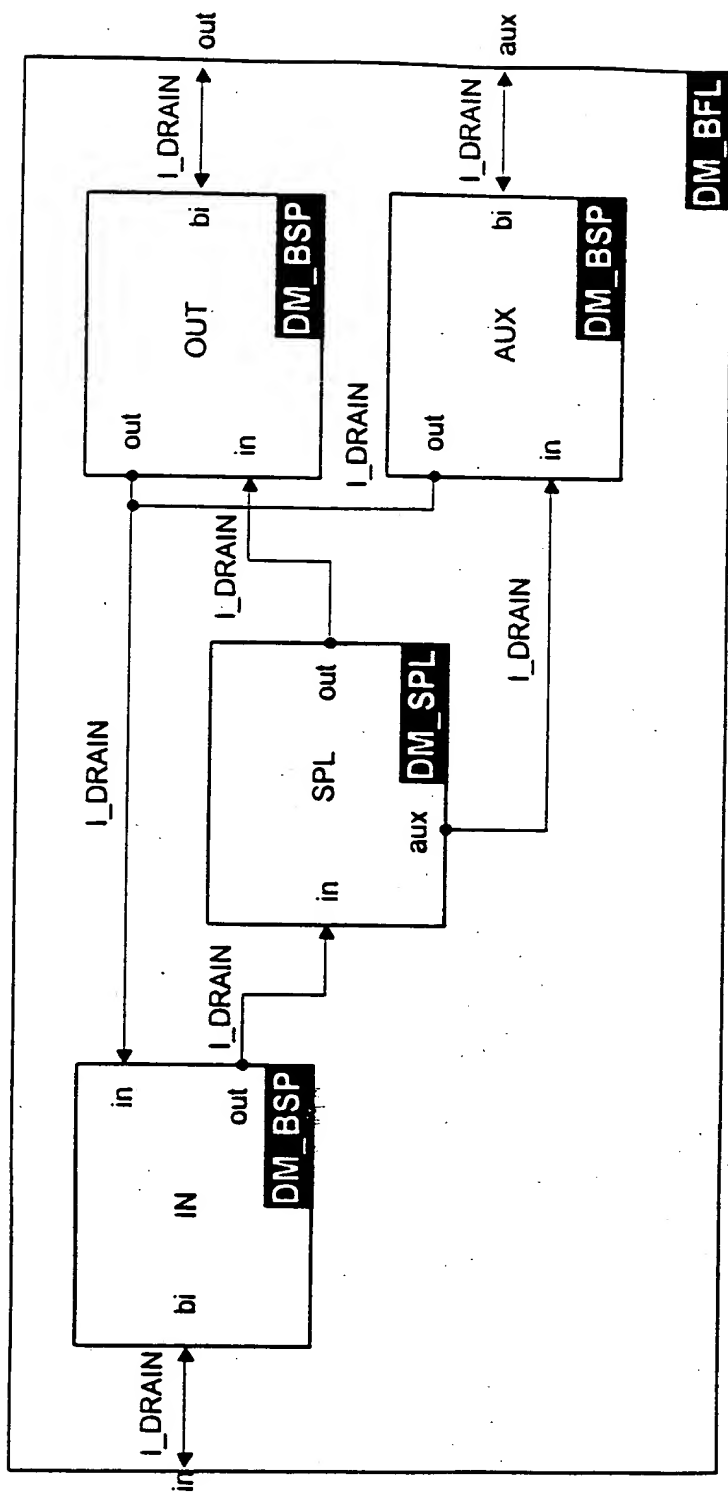 in
I_DRAIN
bi
IN
in
out
DM_BSP
I_DRAIN
I_DRAIN
in
SPL
out
aux
DM_SPL
I_DRAIN
I_DRAIN
out
in
OUT
bi
DM_BSP
I_DRAIN
out
I_DRAIN
out
in
AUX
bi
DM_BSP
I_DRAIN
aux
DM_BFL